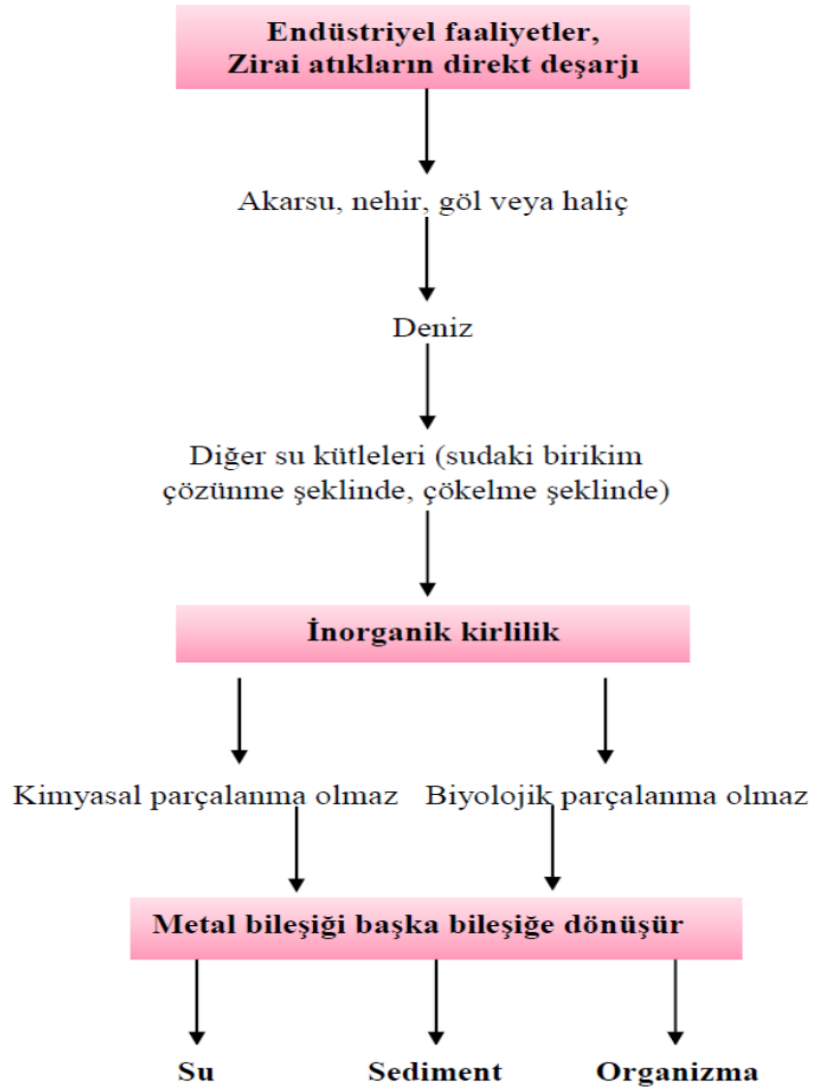 Endüstriyel faaliyetler,
Zirai atıkların direkt deşarjı
Akarsu, nehir, göl veya haliç
Deniz
Diğer su kütleleri (sudaki birikim
çözünme şeklinde, çökelme şeklinde)
İnorganik kirlilik
Kimyasal parçalanma olmaz
Biyolojik parçalanma olmaz
Metal bileşiği başka bileşiğe dönüşür
Su
Sediment
Organizma